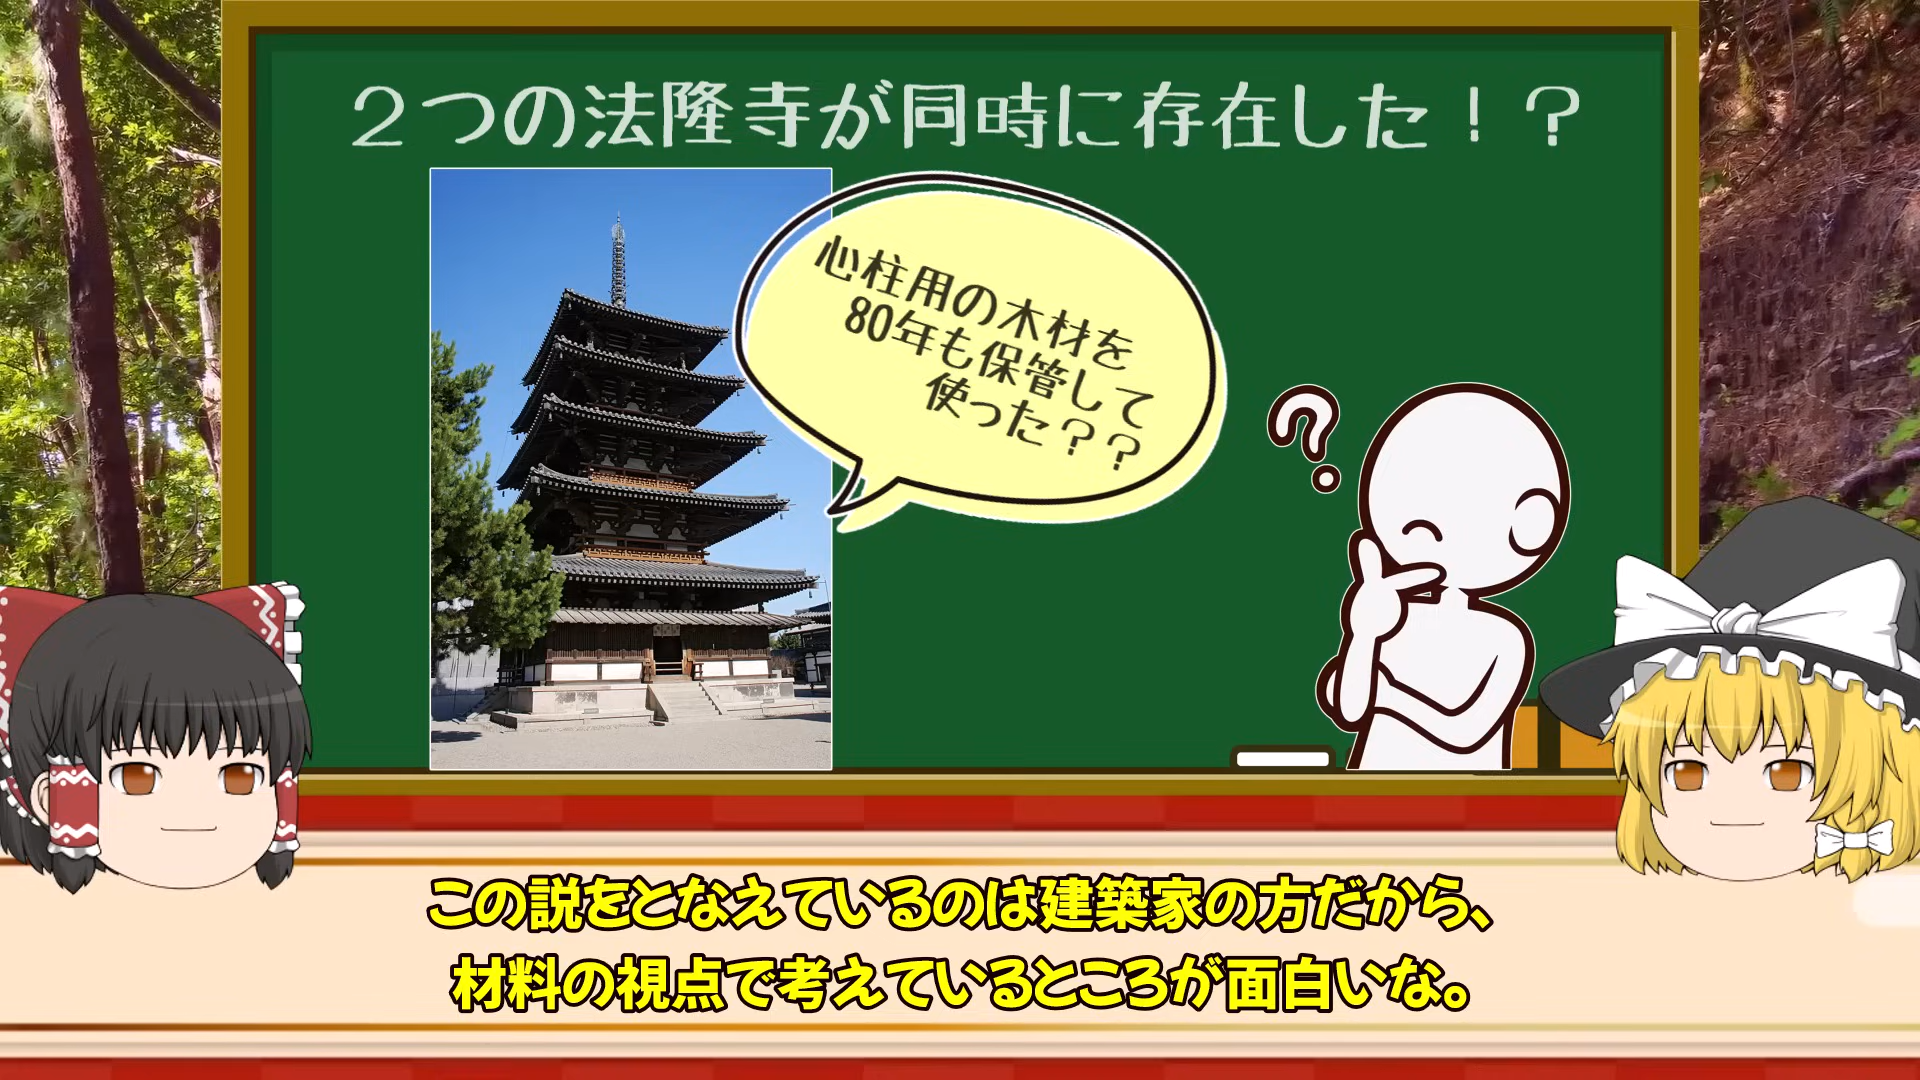 ２つの法隆寺が同時に存在した！？
心柱用の木材を
80年も保管して
使った？？
この説をとなえているのは建築家の方だから、
材料の視点で考えているところが面白いな。